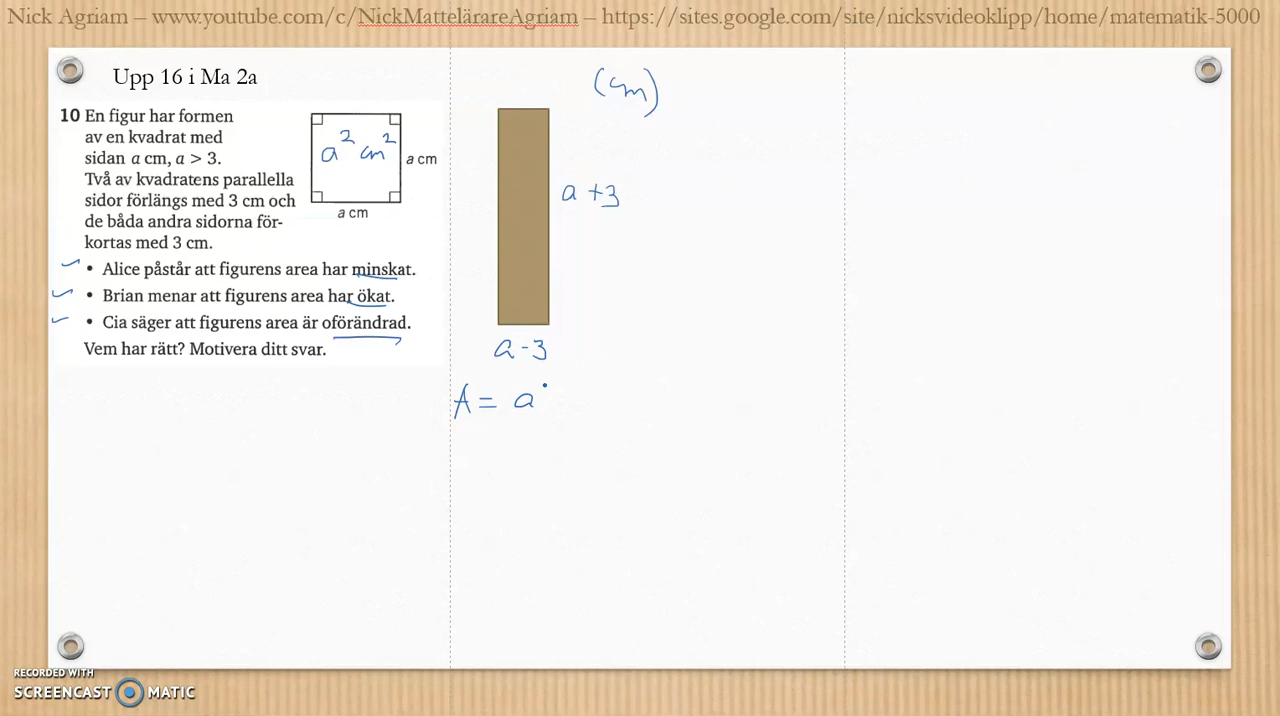 Nick Agriam – www.youtube.com/c/NickMattelärareAgriam – https://sites.google.com/site/nicksvideoklipp/home/matematik-5000
Upp 16 i Ma 2a
10 En figur har formen
av en kvadrat med
sidan a cm, a > 3.
Två av kvadratens parallella
sidor förlängs med 3 cm och
de båda andra sidorna för-
kortas med 3 cm.
a² cm²
a cm
a cm
• Alice påstår att figurens area har minskat.
• Brian menar att figurens area har ökat.
• Cia säger att figurens area är oförändrad.
Vem har rätt? Motivera ditt svar.
(cm)
a +3
a -3
A = a
RECORDED WITH
SCREENCAST MATIC